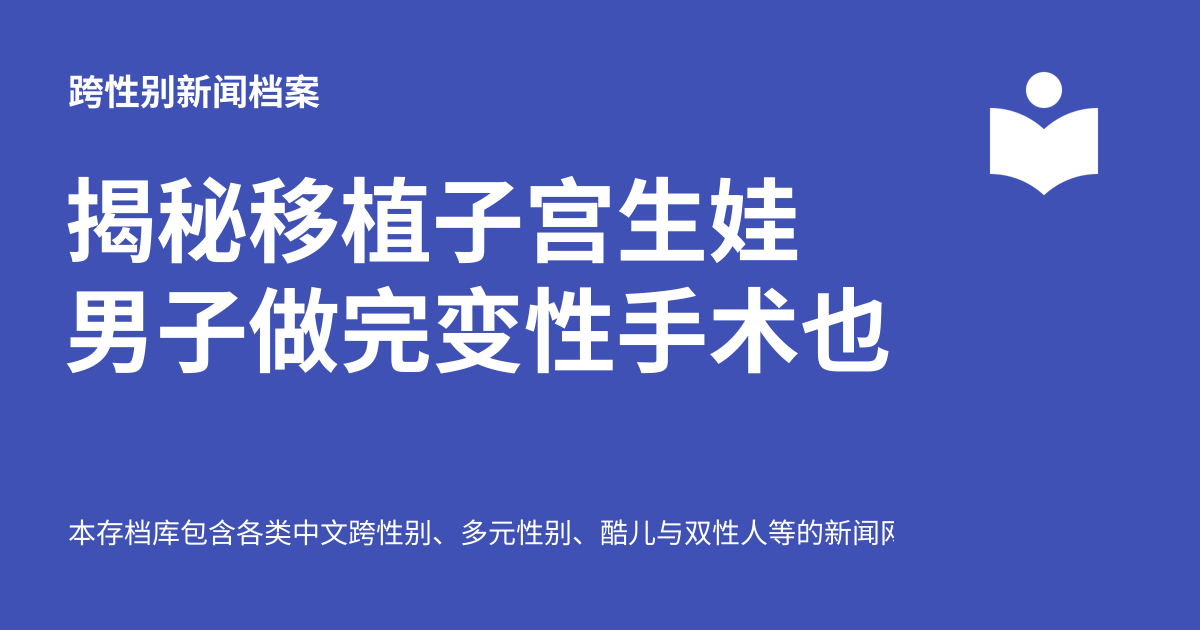 跨性别新闻档案
揭秘移植子宫生娃
男子做完变性手术也
本存档库包含各类中文跨性别、多元性别、酷儿与双性人等的新闻